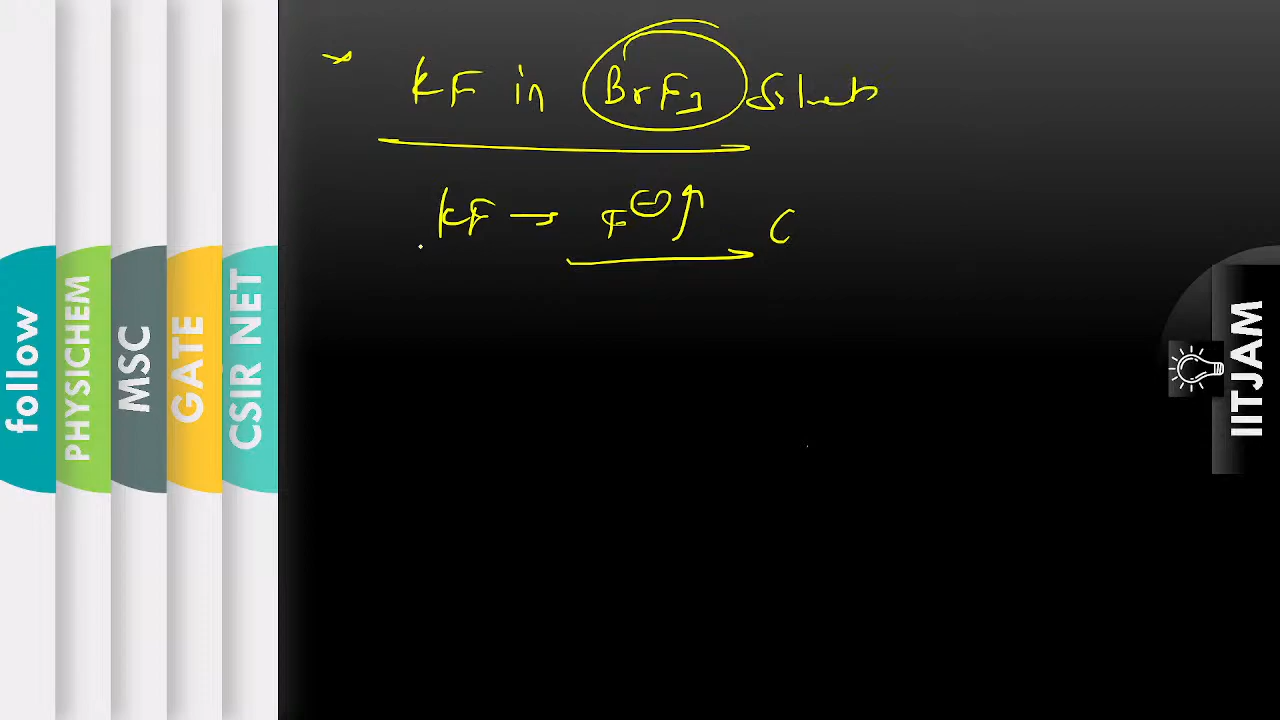 KF in BrF3 Solvent
KF → F⊖↑ C
follow
PHYSICHEM
MSC
GATE
CSIR NET
IITJAM